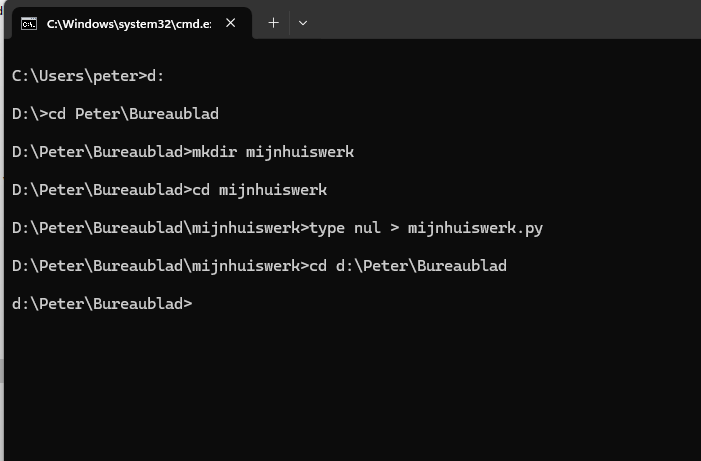 C:\Windows\system32\cmd.e
C:\Users\peter>d:
D:\>cd Peter\Bureaublad
D:\Peter\Bureaublad>mkdir mijnhuiswerk
D:\Peter\Bureaublad>cd mijnhuiswerk
D:\Peter\Bureaublad\mijnhuiswerk>type nul > mijnhuiswerk.py
D:\Peter\Bureaublad\mijnhuiswerk>cd d:\Peter\Bureaublad
d:\Peter\Bureaublad>